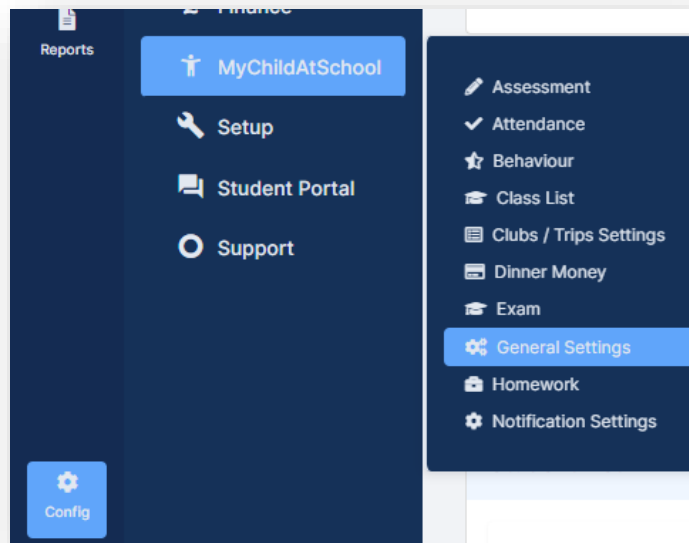 Finance
Reports
MyChildAtSchool
Setup
Student Portal
Support
Assessment
Attendance
Behaviour
Class List
Clubs / Trips Settings
Dinner Money
Exam
General Settings
Homework
Notification Settings
Config